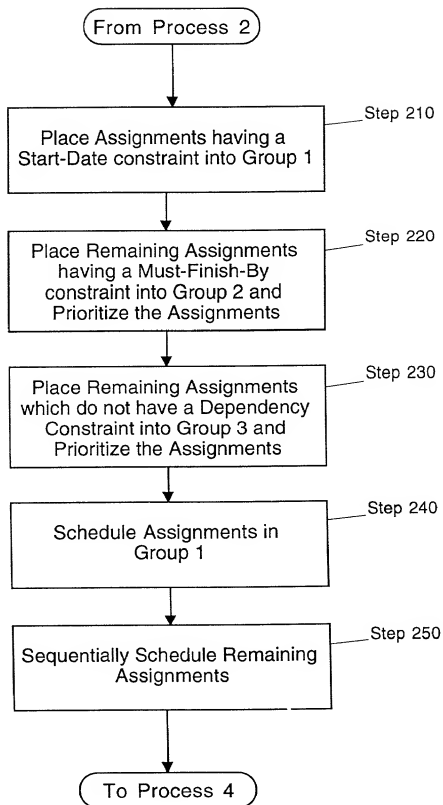 From Process 2
Step 210
Place Assignments having a
Start-Date constraint into Group 1
Step 220
Place Remaining Assignments
having a Must-Finish-By
constraint into Group 2 and
Prioritize the Assignments
Step 230
Place Remaining Assignments
which do not have a Dependency
Constraint into Group 3 and
Prioritize the Assignments
Step 240
Schedule Assignments in
Group 1
Step 250
Sequentially Schedule Remaining
Assignments
To Process 4